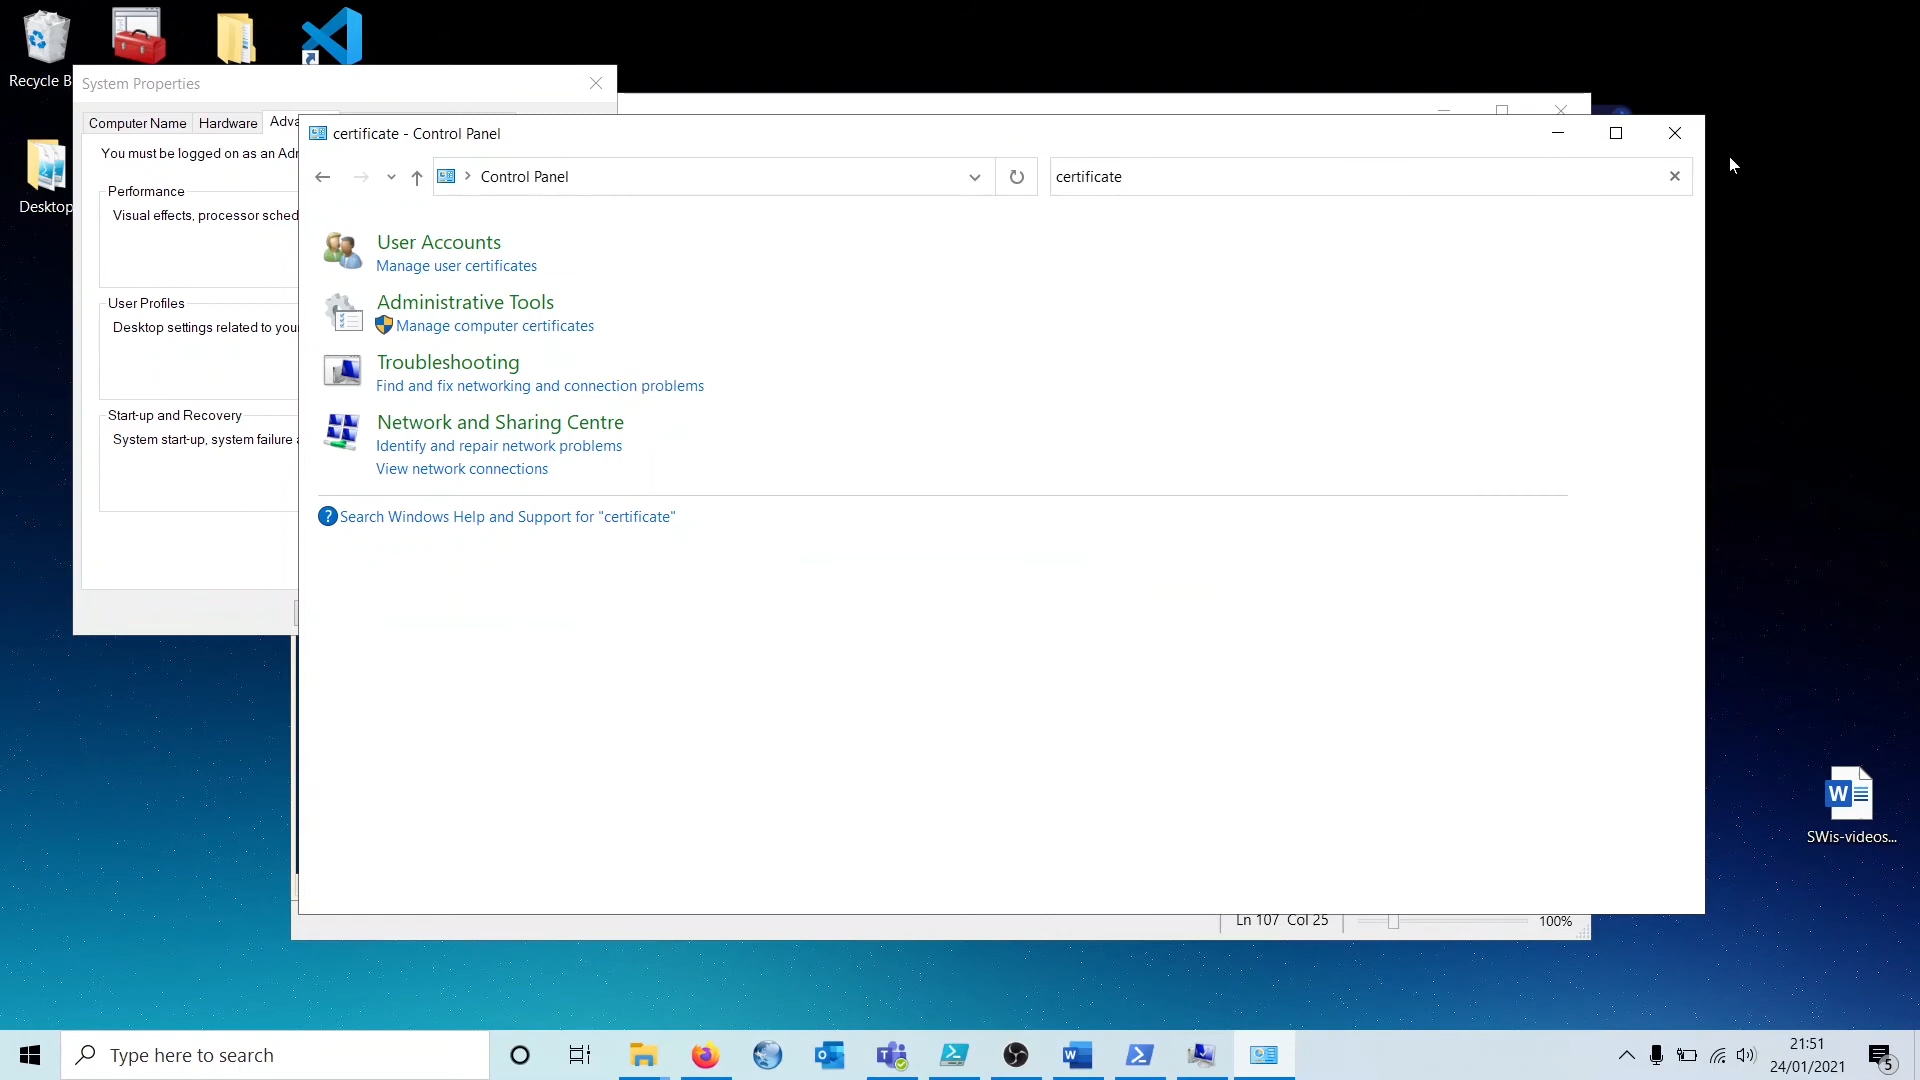 Recycle B
System Properties
Computer Name
Hardware
Adva
You must be logged on as an Adr
Performance
Visual effects, processor sched
User Profiles
Desktop settings related to you
Start-up and Recovery
System start-up, system failure a
Desktop
certificate - Control Panel
Control Panel
certificate
User Accounts
Manage user certificates
Administrative Tools
Manage computer certificates
Troubleshooting
Find and fix networking and connection problems
Network and Sharing Centre
Identify and repair network problems
View network connections
? Search Windows Help and Support for "certificate"
Ln 107 Col 25
100%
W
SWis-videos...
Type here to search
21:51
24/01/2021
5